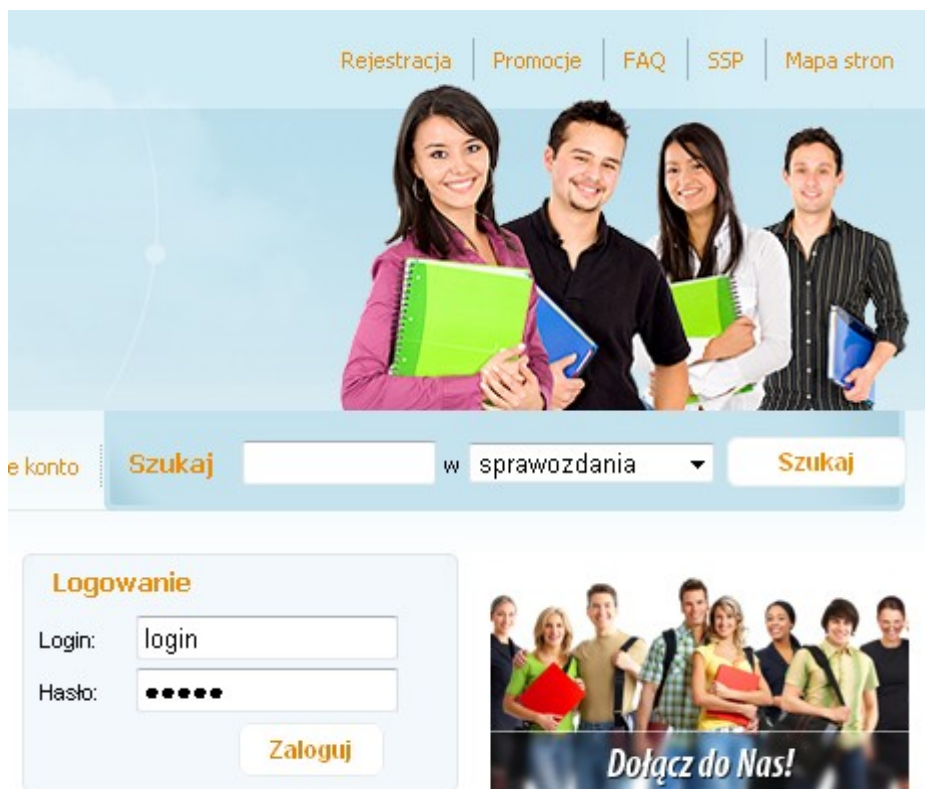 Rejestracja Promocje FAQ SSP Mapa stron
e konto Szukaj w sprawozdania Szukaj
Logowanie
Login: login
Hasło: •••••
Zaloguj
Dołącz do Nas!